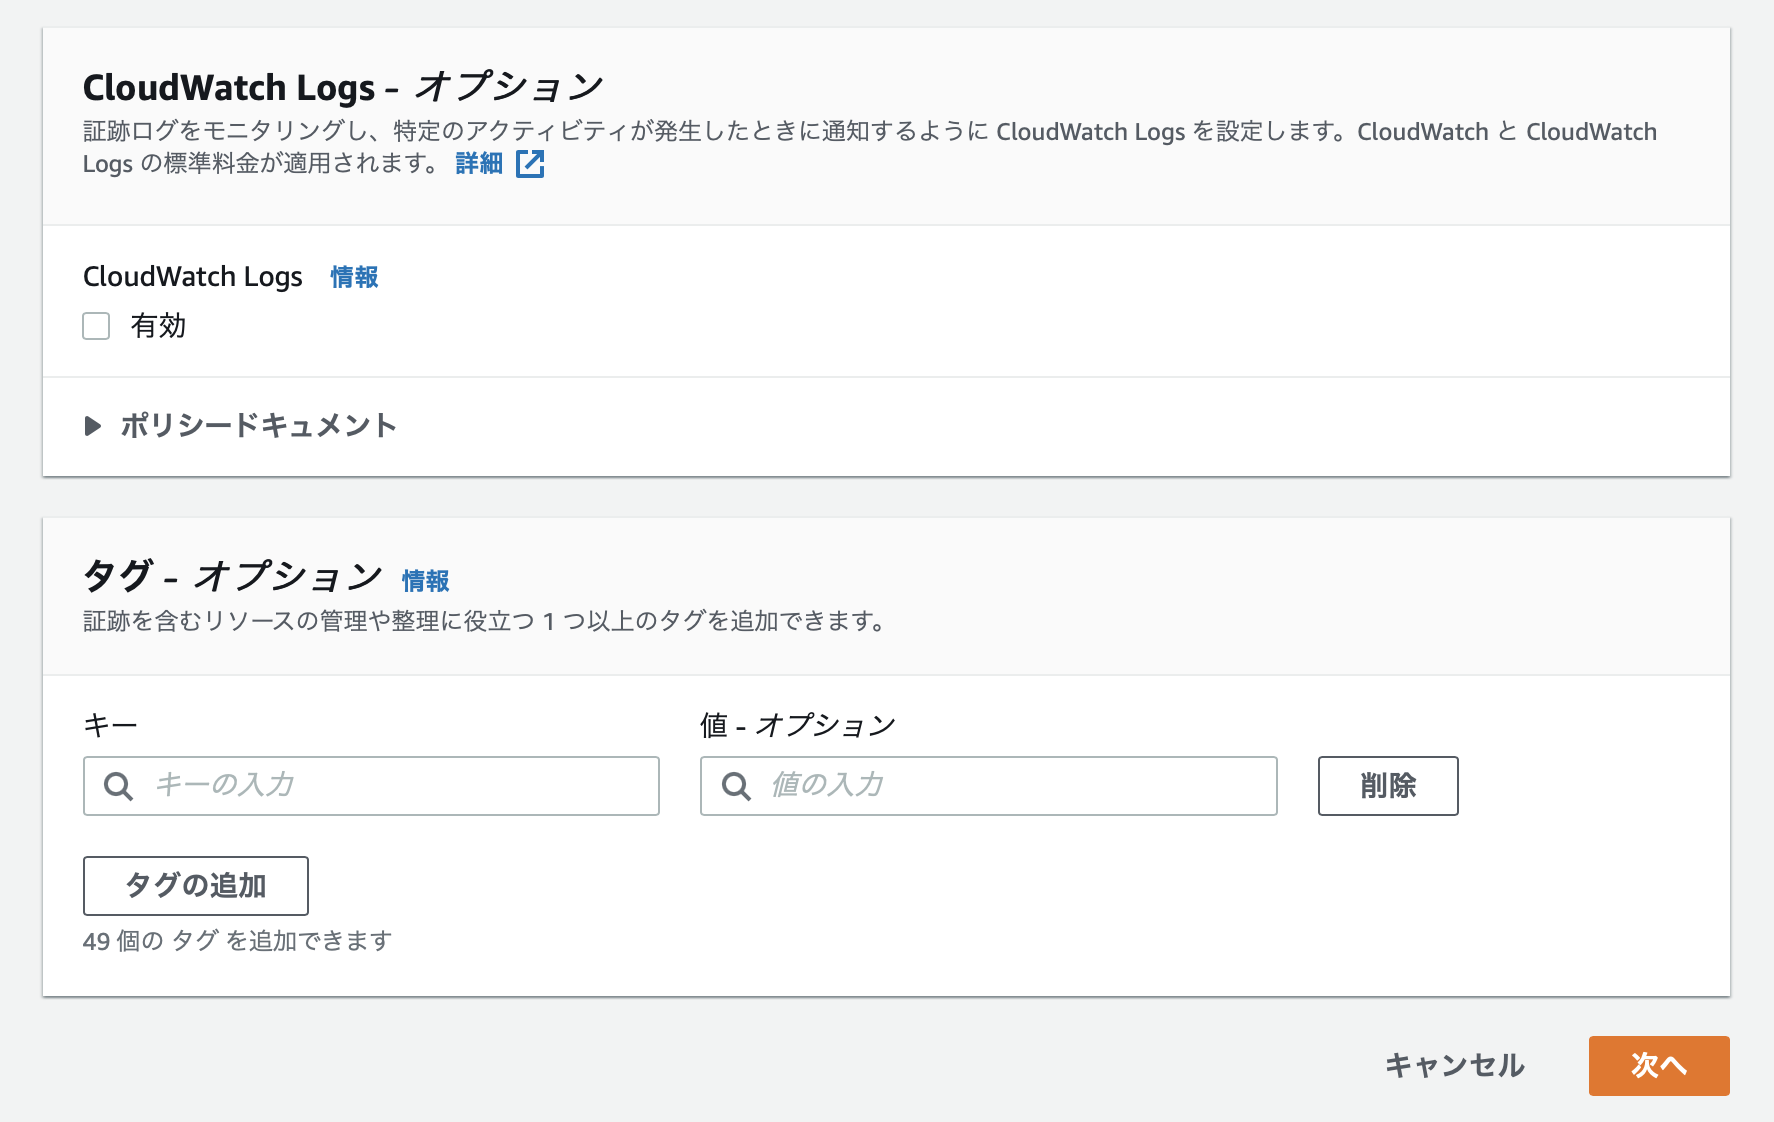 CloudWatch Logs - オプション
証跡ログをモニタリングし、特定のアクティビティが発生したときに通知するように CloudWatch Logs を設定します。CloudWatch と CloudWatch
Logs の標準料金が適用されます。 詳細
CloudWatch Logs 情報
有効
ポリシードキュメント
タグ - オプション 情報
証跡を含むリソースの管理や整理に役立つ 1 つ以上のタグを追加できます。
キー 値 - オプション
キーの入力 値の入力 削除
タグの追加
49 個の タグ を追加できます
キャンセル 次へ